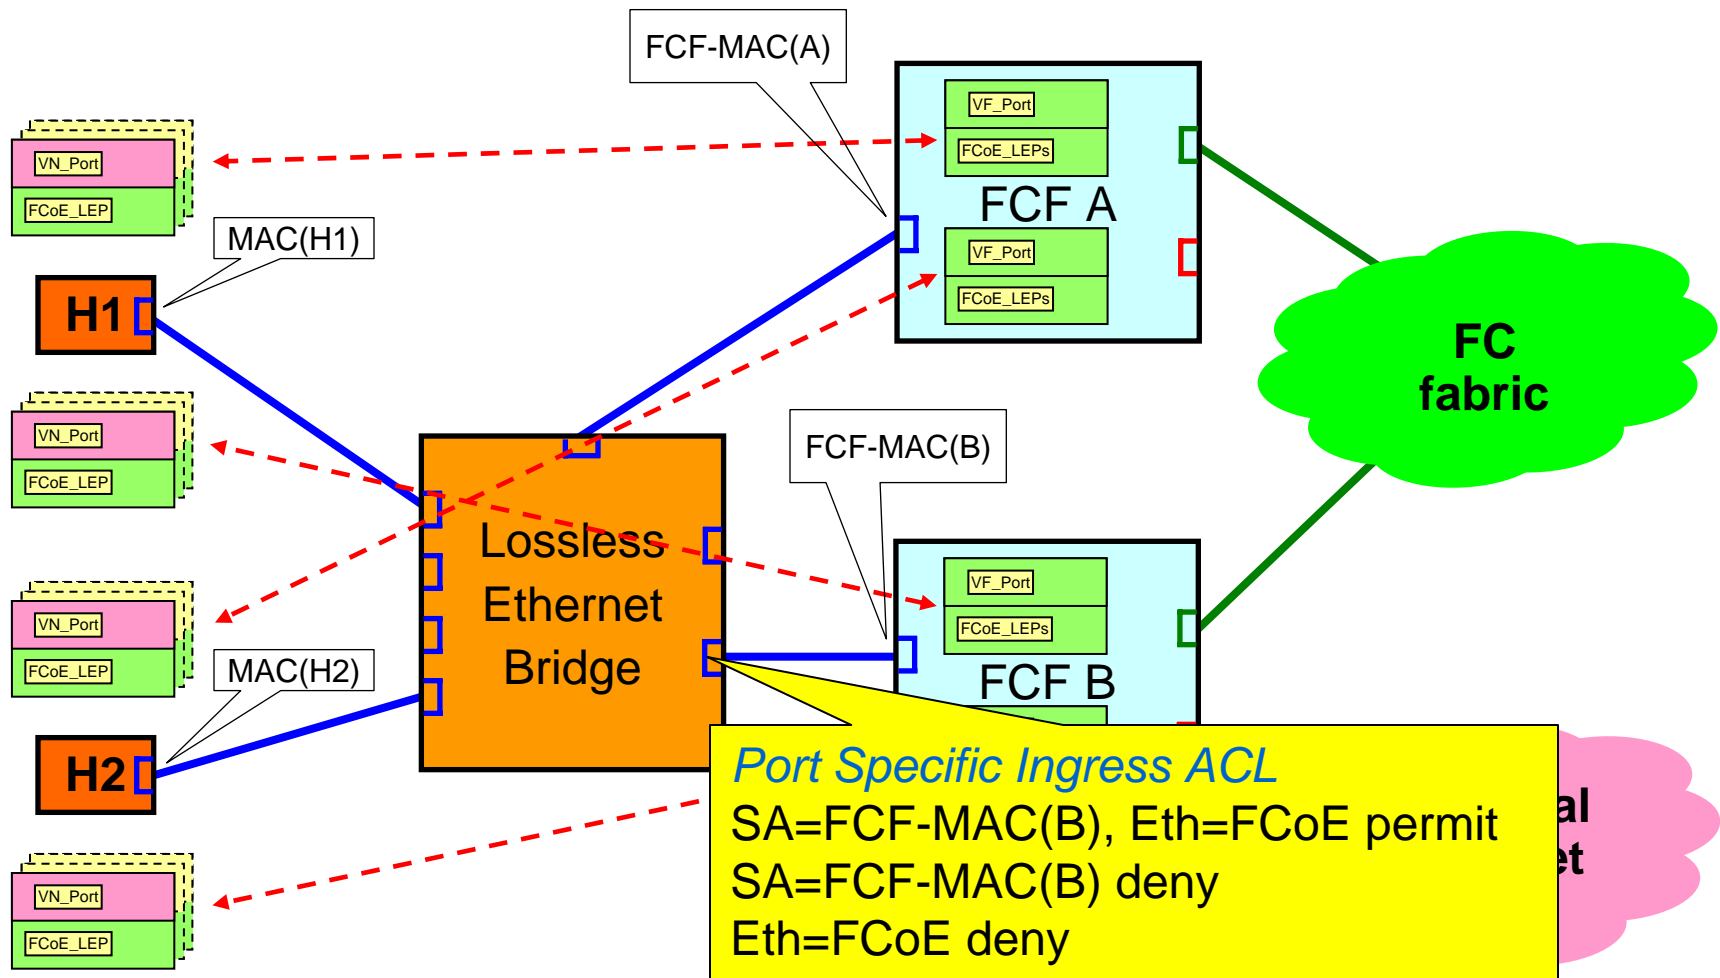 FCF-MAC(A)
VF_Port
FCoE_LEPs
FCF A
VF_Port
FCoE_LEPs
VN_Port
FCoE_LEP
MAC(H1)
H1
FC
fabric
VN_Port
FCoE_LEP
FCF-MAC(B)
Lossless
Ethernet
Bridge
VF_Port
FCoE_LEPs
FCF B
VN_Port
FCoE_LEP
MAC(H2)
H2
Port Specific Ingress ACL
SA=FCF-MAC(B), Eth=FCoE permit
SA=FCF-MAC(B) deny
Eth=FCoE deny
al
et
VN_Port
FCoE_LEP